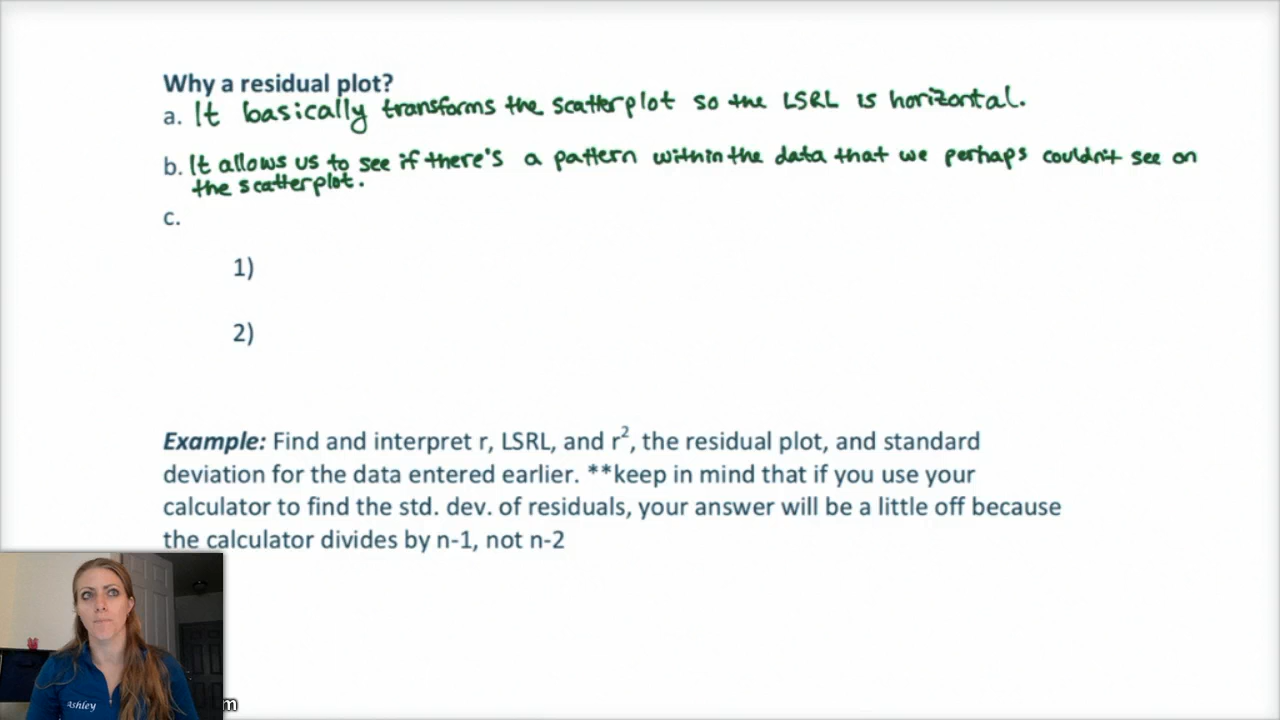 Why a residual plot?
a. It basically transforms the scatterplot so the LSRL is horizontal.
b. It allows us to see if there's a pattern within the data that we perhaps couldn't see on
the scatterplot.
c.
1)
2)
Example: Find and interpret r, LSRL, and r², the residual plot, and standard
deviation for the data entered earlier. **keep in mind that if you use your
calculator to find the std. dev. of residuals, your answer will be a little off because
the calculator divides by n-1, not n-2
Ashley